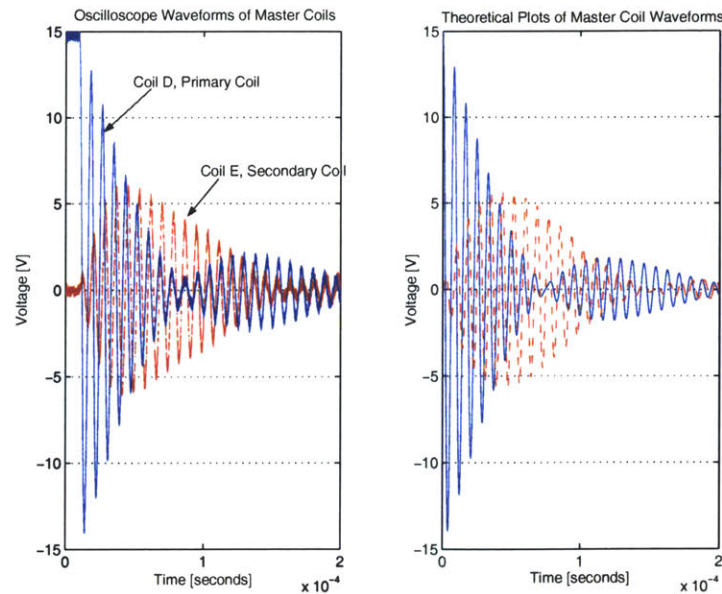 Oscilloscope Waveforms of Master Coils
15
10
5
0
−5
−10
−15
Voltage [V]
Coil D, Primary Coil
Coil E, Secondary Coil
0
1
2
Time [seconds]
x 10⁻⁴
Theoretical Plots of Master Coil Waveforms
15
10
5
0
−5
−10
−15
Voltage [V]
0
1
2
Time [seconds]
x 10⁻⁴